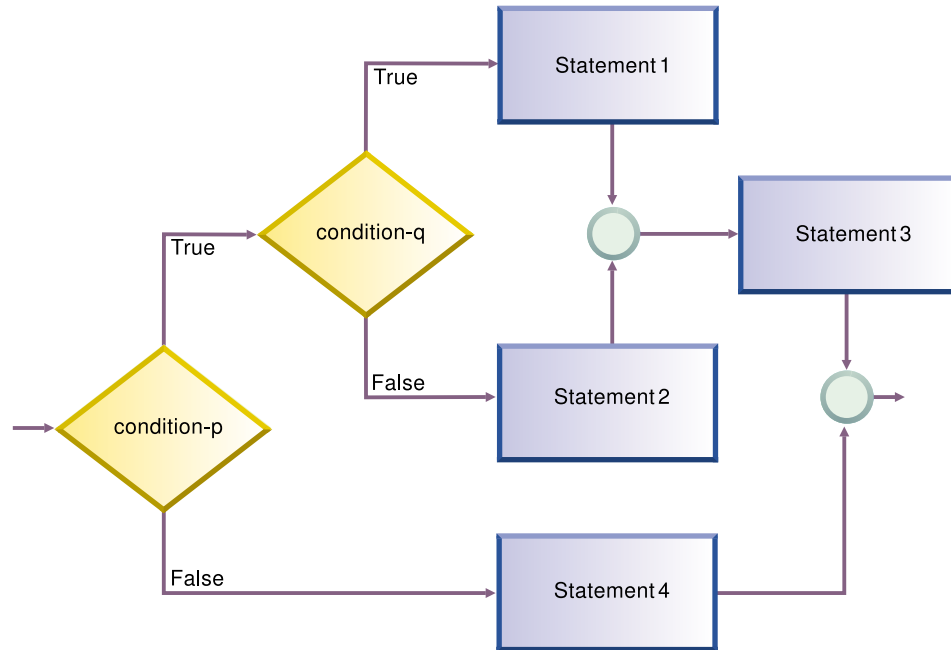 Statement 1
True
condition-q
Statement 3
True
False
Statement 2
condition-p
False
Statement 4